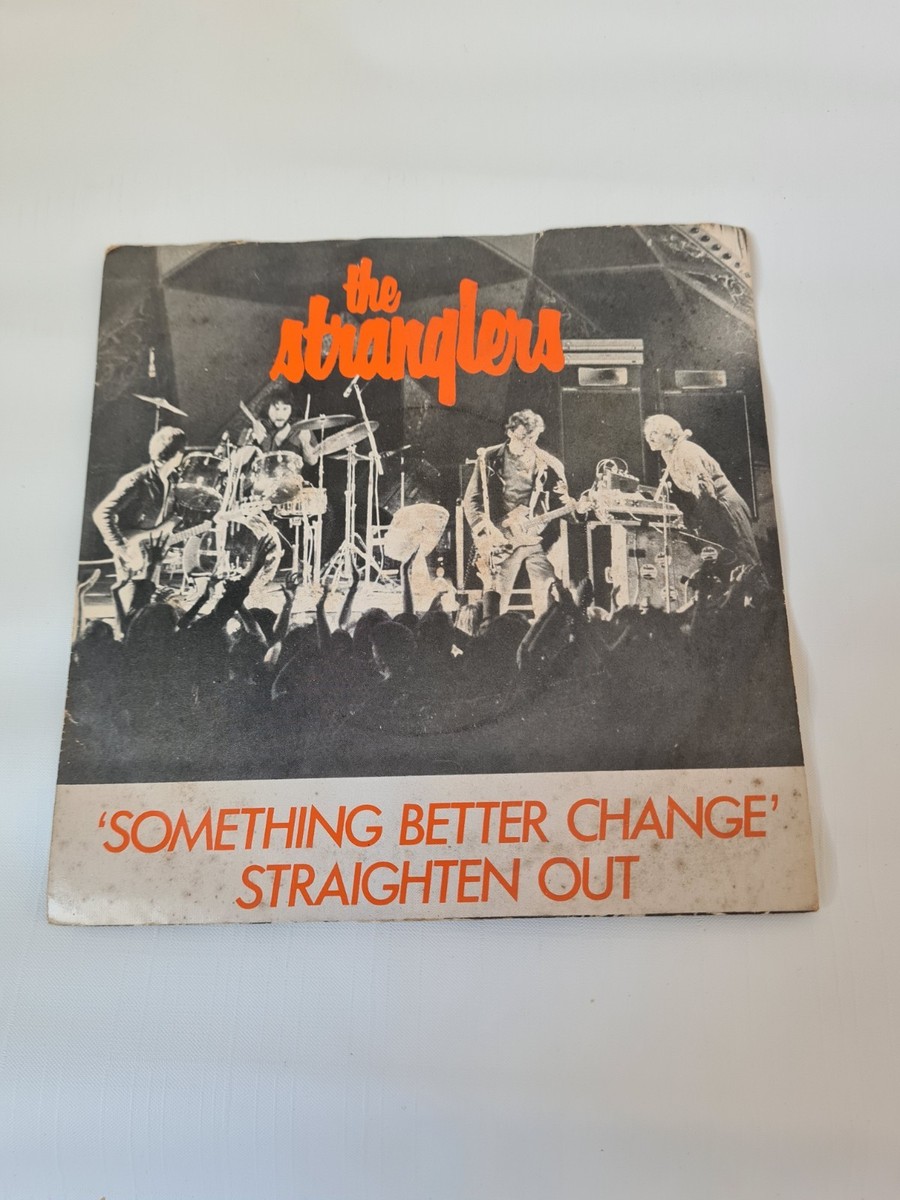 the
stranglers
‘SOMETHING BETTER CHANGE’
STRAIGHTEN OUT